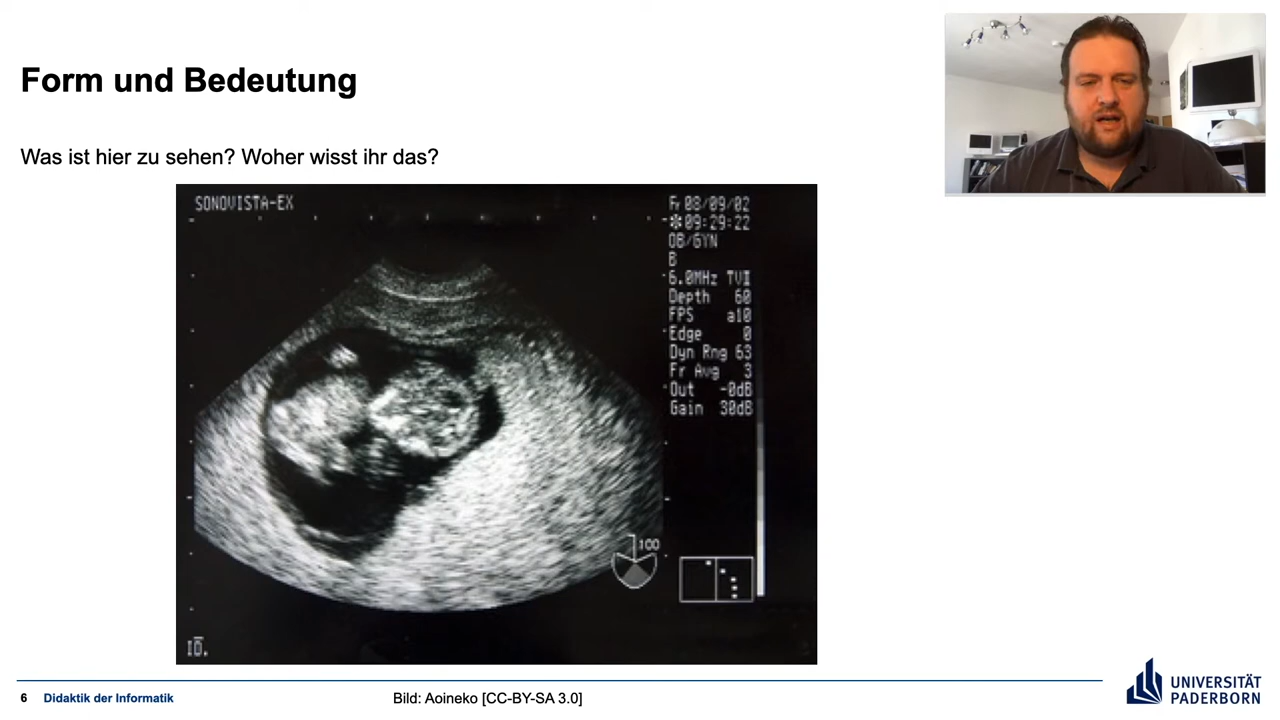 Form und Bedeutung
Was ist hier zu sehen? Woher wisst ihr das?
SONOVISTA-EX
Fr 08/09/02
✲09:29:22
OB/GYN
B
6.0MHz TVI
Depth 60
FPS a10
Edge 0
Dyn Rng 63
Fr Avg 3
Out -0dB
Gain 30dB
100
6 Didaktik der Informatik
Bild: Aoineko [CC-BY-SA 3.0]
UNIVERSITÄT
PADERBORN